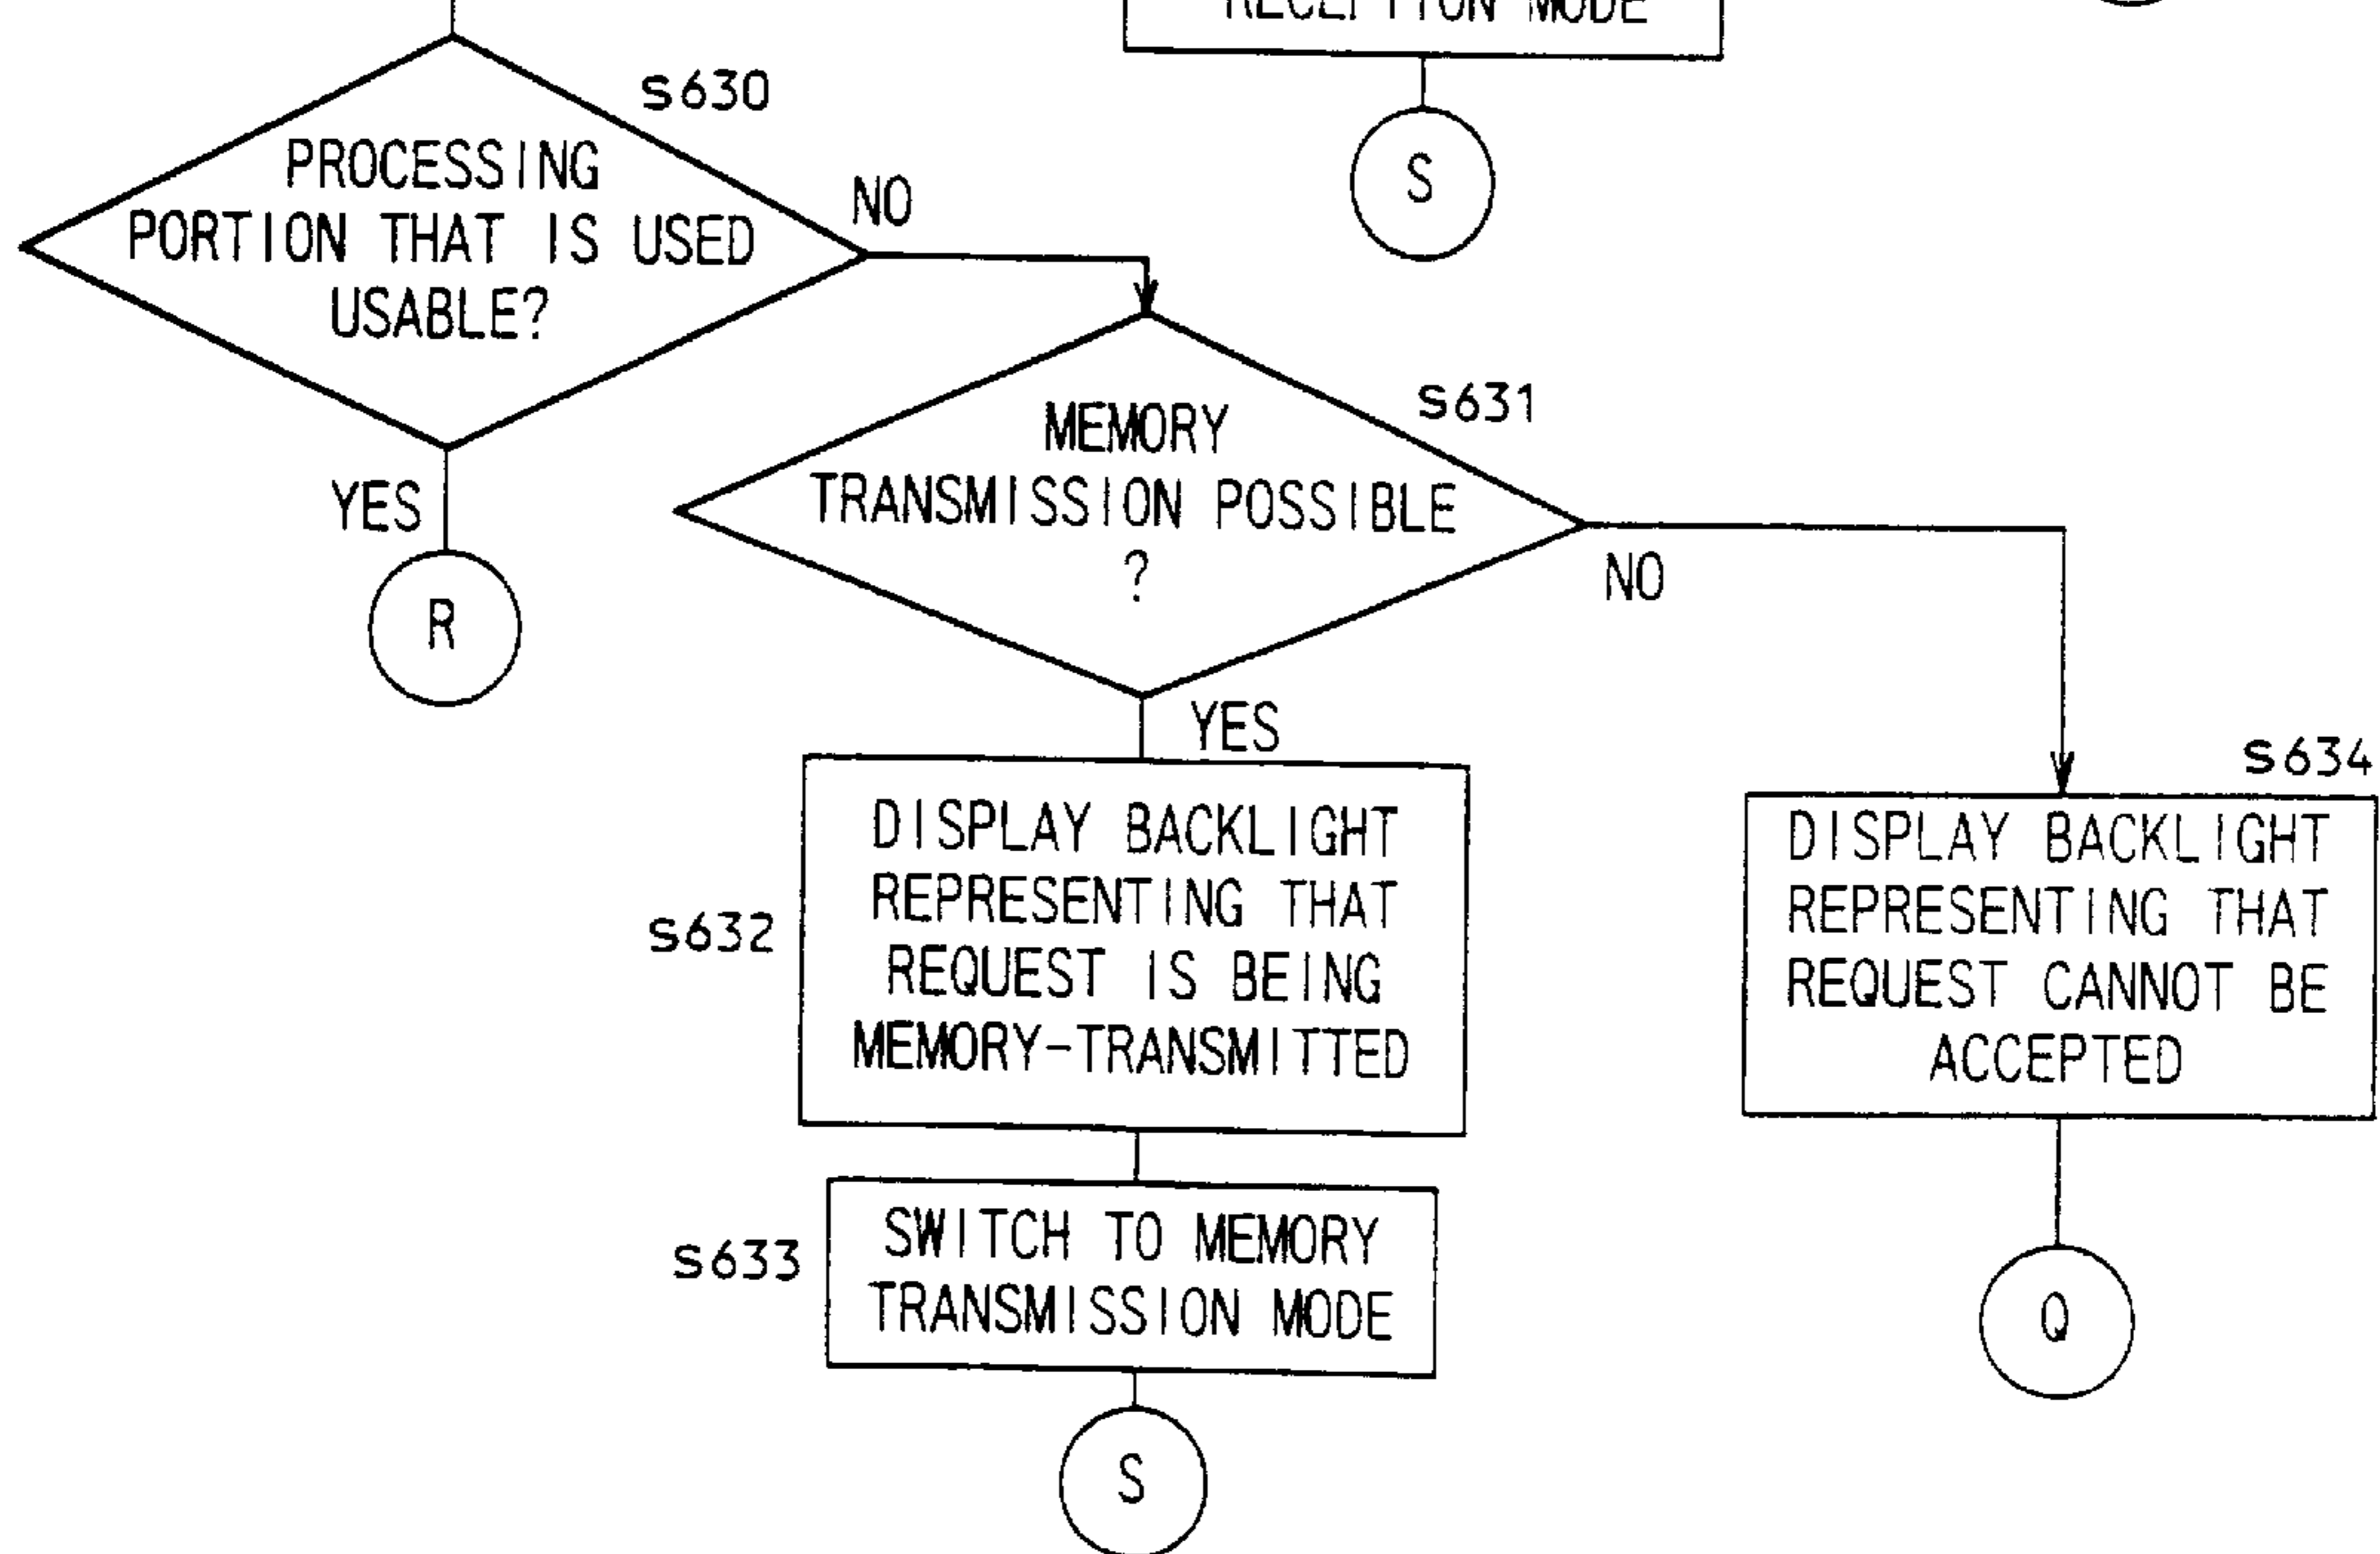 RECEPTION MODE
S
s630
PROCESSING
PORTION THAT IS USED
USABLE?
NO
YES
R
s631
MEMORY
TRANSMISSION POSSIBLE
?
NO
YES
s632
DISPLAY BACKLIGHT
REPRESENTING THAT
REQUEST IS BEING
MEMORY-TRANSMITTED
s634
DISPLAY BACKLIGHT
REPRESENTING THAT
REQUEST CANNOT BE
ACCEPTED
s633
SWITCH TO MEMORY
TRANSMISSION MODE
Q
S